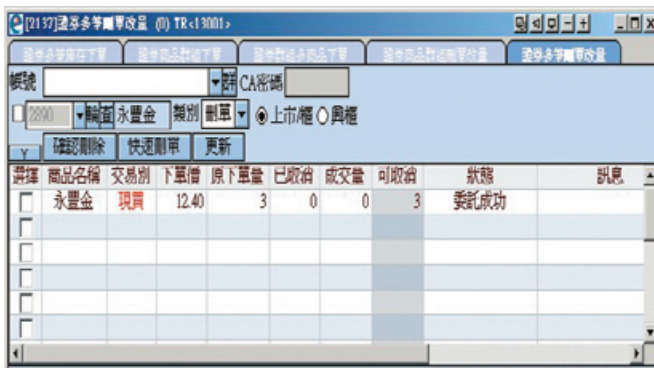 [2137]證券多筆刪單改量 (0) TR<13001>
證券多筆庫存下單 證券商品群組下單 證券群組多商品下單 證券商品群組刪單改量 證券多筆刪單改量
帳號 群 CA密碼
2890 輪查 永豐金 類別 刪單 上市/櫃 興櫃
Y 確認刪除 快速刪單 更新
選擇 商品名稱 交易別 下單價 原下單量 已取消 成交量 可取消 狀態 訊息
永豐金 現買 12.40 3 0 0 3 委託成功